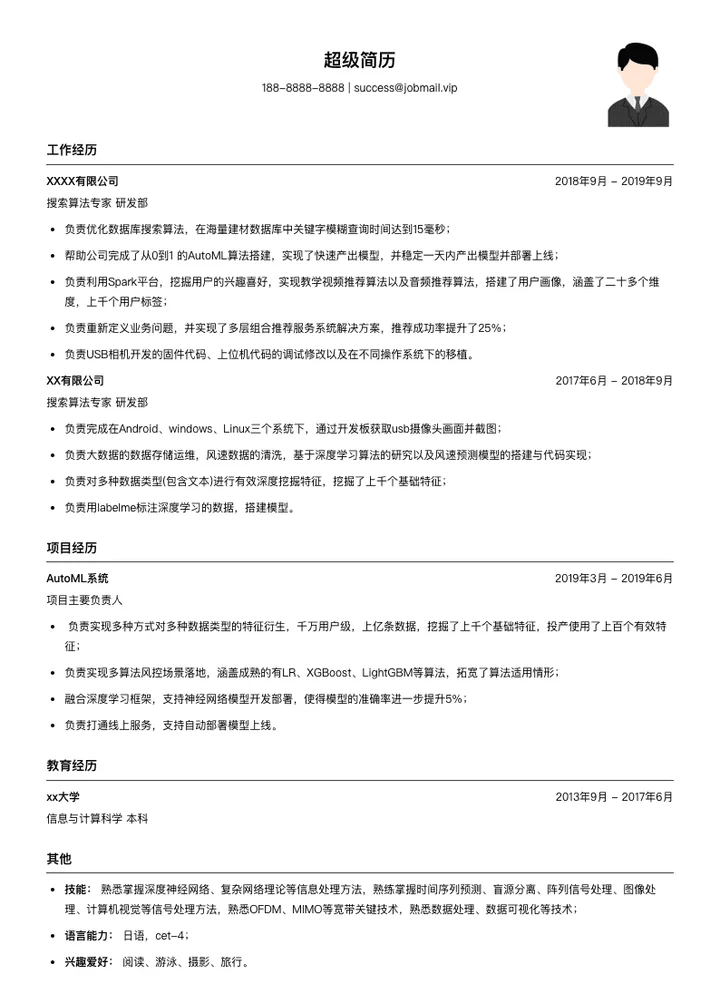 超级简历
188-8888-8888 | success@jobmail.vip
工作经历
XXXX有限公司 2018年9月 – 2019年9月
搜索算法专家 研发部
• 负责优化数据库搜索算法，在海量建材数据库中关键字模糊查询时间达到15毫秒；
• 帮助公司完成了从0到1 的AutoML算法搭建，实现了快速产出模型，并稳定一天内产出模型并部署上线；
• 负责利用Spark平台，挖掘用户的兴趣喜好，实现教学视频推荐算法以及音频推荐算法，搭建了用户画像，涵盖了二十多个维
度，上千个用户标签；
• 负责重新定义业务问题，并实现了多层组合推荐服务系统解决方案，推荐成功率提升了25%；
• 负责USB相机开发的固件代码、上位机代码的调试修改以及在不同操作系统下的移植。
XX有限公司 2017年6月 – 2018年9月
搜索算法专家 研发部
• 负责完成在Android、windows、Linux三个系统下，通过开发板获取usb摄像头画面并截图；
• 负责大数据的数据存储运维，风速数据的清洗，基于深度学习算法的研究以及风速预测模型的搭建与代码实现；
• 负责对多种数据类型(包含文本)进行有效深度挖掘特征，挖掘了上千个基础特征；
• 负责用labelme标注深度学习的数据，搭建模型。
项目经历
AutoML系统 2019年3月 – 2019年6月
项目主要负责人
• 负责实现多种方式对多种数据类型的特征衍生，千万用户级，上亿条数据，挖掘了上千个基础特征，投产使用了上百个有效特
征；
• 负责实现多算法风控场景落地，涵盖成熟的有LR、XGBoost、LightGBM等算法，拓宽了算法适用情形；
• 融合深度学习框架，支持神经网络模型开发部署，使得模型的准确率进一步提升5%；
• 负责打通线上服务，支持自动部署模型上线。
教育经历
xx大学 2013年9月 – 2017年6月
信息与计算科学 本科
其他
• 技能： 熟悉掌握深度神经网络、复杂网络理论等信息处理方法，熟练掌握时间序列预测、盲源分离、阵列信号处理、图像处
理、计算机视觉等信号处理方法，熟悉OFDM、MIMO等宽带关键技术，熟悉数据处理、数据可视化等技术；
• 语言能力： 日语，cet-4；
• 兴趣爱好： 阅读、游泳、摄影、旅行。